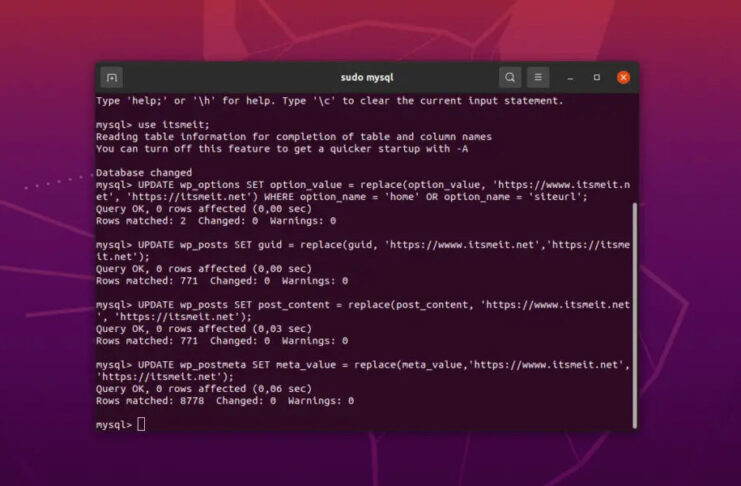 sudo mysql
Type 'help;' or '\h' for help. Type '\c' to clear the current input statement.
mysql> use itsmeit;
Reading table information for completion of table and column names
You can turn off this feature to get a quicker startup with -A
Database changed
mysql> UPDATE wp_options SET option_value = replace(option_value, 'https://wwww.itsmeit.n
et', 'https://itsmeit.net') WHERE option_name = 'home' OR option_name = 'siteurl';
Query OK, 0 rows affected (0,00 sec)
Rows matched: 2  Changed: 0  Warnings: 0
mysql> UPDATE wp_posts SET guid = replace(guid, 'https://wwww.itsmeit.net','https://itsme
it.net');
Query OK, 0 rows affected (0,00 sec)
Rows matched: 771  Changed: 0  Warnings: 0
mysql> UPDATE wp_posts SET post_content = replace(post_content, 'https://wwww.itsmeit.net
', 'https://itsmeit.net');
Query OK, 0 rows affected (0,03 sec)
Rows matched: 771  Changed: 0  Warnings: 0
mysql> UPDATE wp_postmeta SET meta_value = replace(meta_value,'https://wwww.itsmeit.net',
'https://itsmeit.net');
Query OK, 0 rows affected (0,06 sec)
Rows matched: 8778  Changed: 0  Warnings: 0
mysql>